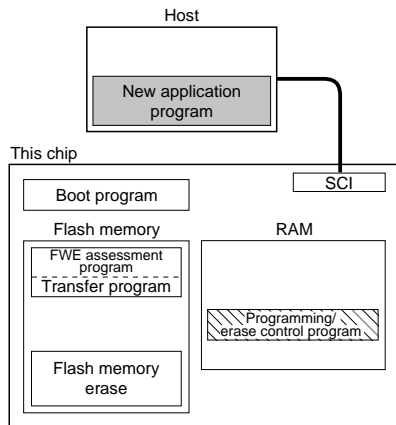 Host
New application
program
This chip
SCI
Boot program
Flash memory
RAM
FWE assessment
program
Transfer program
Programming/
erase control program
Flash memory
erase